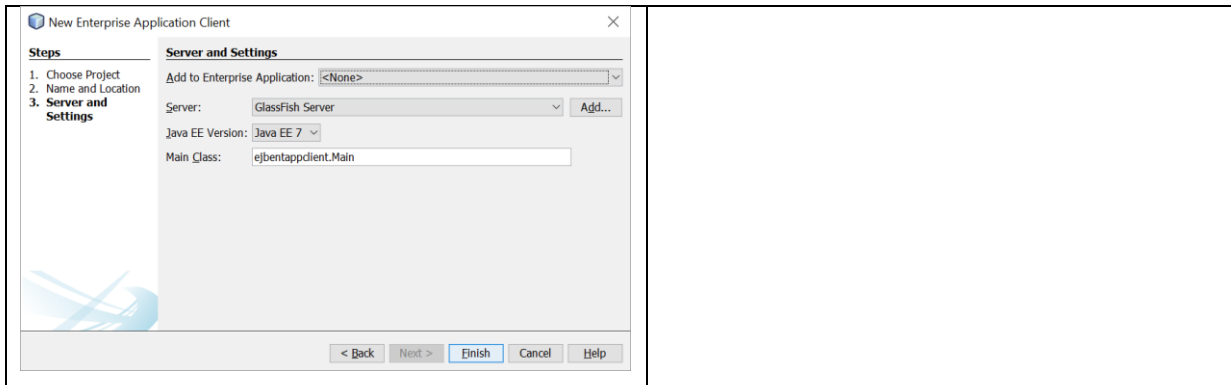 New Enterprise Application Client
Steps
1. Choose Project
2. Name and Location
3. Server and
Settings
Server and Settings
Add to Enterprise Application: <None>
Server: GlassFish Server Add...
Java EE Version: Java EE 7
Main Class: ejbentappclient.Main
< Back Next > Finish Cancel Help